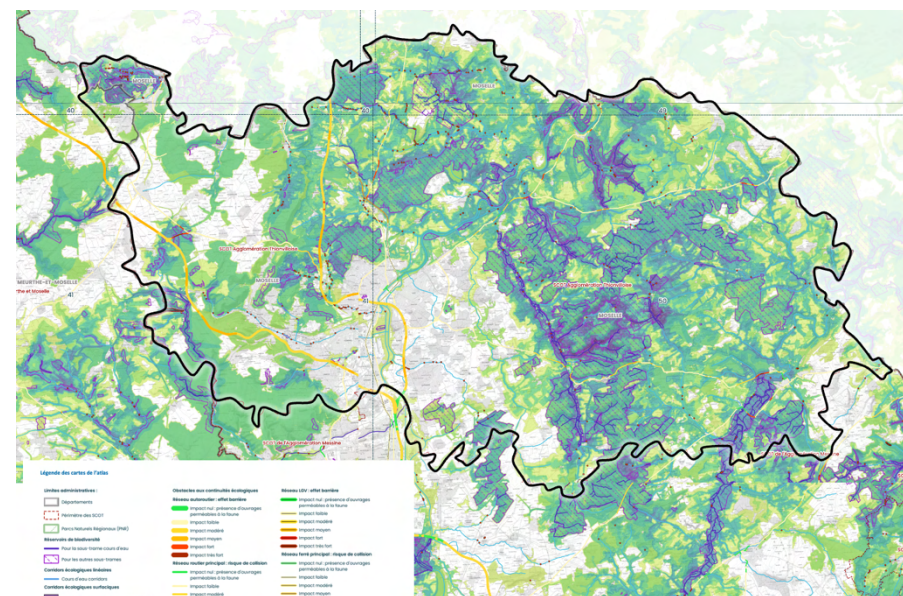 MOSELLE
MOSELLE
40
50
49
SCOT Agglomération Thionvilloise
MEURTHE-ET-MOSELLE
MOSELLE
SCOT Agglomération Thionvilloise
the et Moselle
41
41
50
MOSELLE
SCOT de l'Agglomération Messine
Légende des cartes de l'atlas
Limites administratives :
Départements
Périmètre des SCOT
Parcs Naturels Régionaux (PNR)
Réservoirs de biodiversité
Pour la sous-trame cours d'eau
Pour les autres sous-trames
Corridors écologiques linéaires
Cours d'eau corridors
Corridors écologiques surfaciques
Obstacles aux continuités écologiques
Réseau autoroutier : effet barrière
Impact nul : présence d'ouvrages
perméables à la faune
Impact faible
Impact modéré
Impact moyen
Impact fort
Impact très fort
Réseau routier principal : risque de collision
Impact nul : présence d'ouvrages
perméables à la faune
Impact faible
Impact modéré
Réseau LGV : effet barrière
Impact nul : présence d'ouvrages
perméables à la faune
Impact faible
Impact modéré
Impact moyen
Impact fort
Impact très fort
Réseau ferré principal : risque de collision
Impact nul : présence d'ouvrages
perméables à la faune
Impact faible
Impact modéré
Impact moyen